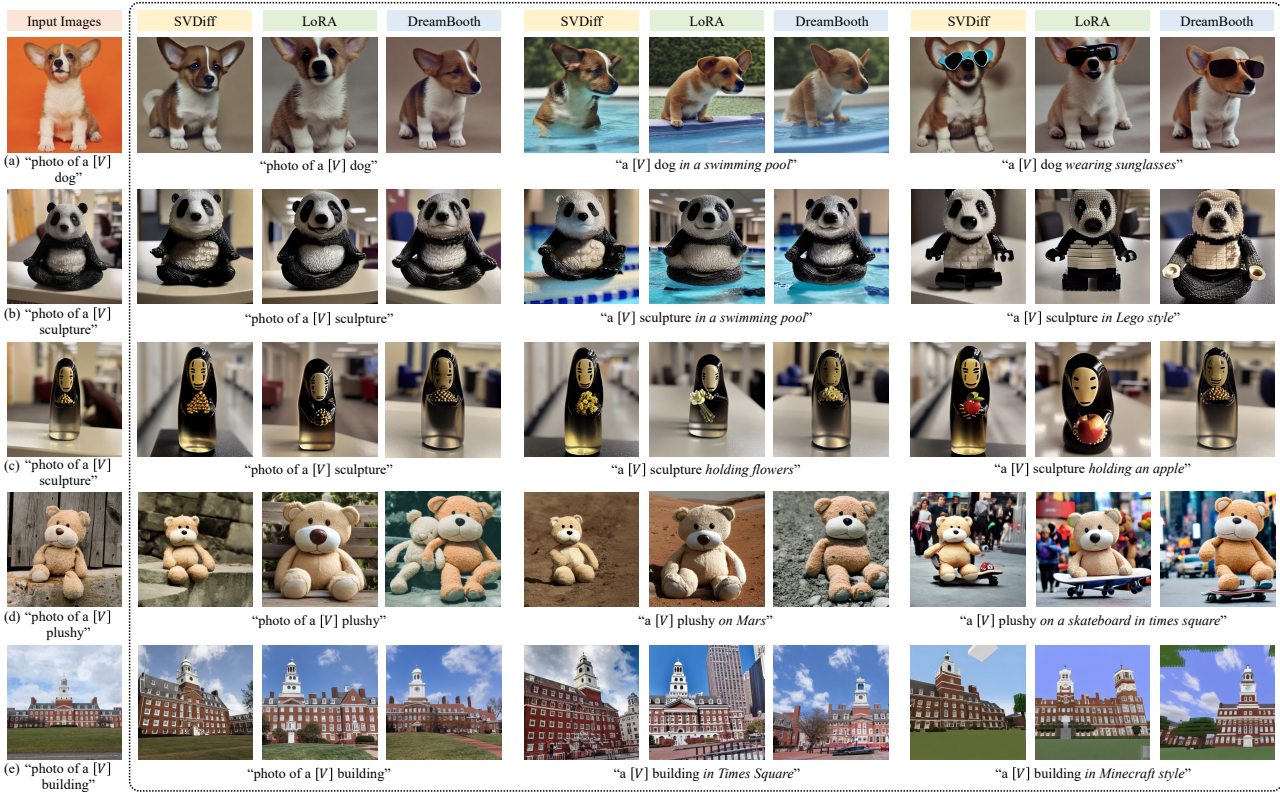 Input Images
SVDiff LoRA DreamBooth SVDiff LoRA DreamBooth SVDiff LoRA DreamBooth
(a) “photo of a [V] dog”
“photo of a [V] dog”
“a [V] dog in a swimming pool”
“a [V] dog wearing sunglasses”
(b) “photo of a [V] sculpture”
“photo of a [V] sculpture”
“a [V] sculpture in a swimming pool”
“a [V] sculpture in Lego style”
(c) “photo of a [V] sculpture”
“photo of a [V] sculpture”
“a [V] sculpture holding flowers”
“a [V] sculpture holding an apple”
(d) “photo of a [V] plushy”
“photo of a [V] plushy”
“a [V] plushy on Mars”
“a [V] plushy on a skateboard in times square”
(e) “photo of a [V] building”
“photo of a [V] building”
“a [V] building in Times Square”
“a [V] building in Minecraft style”